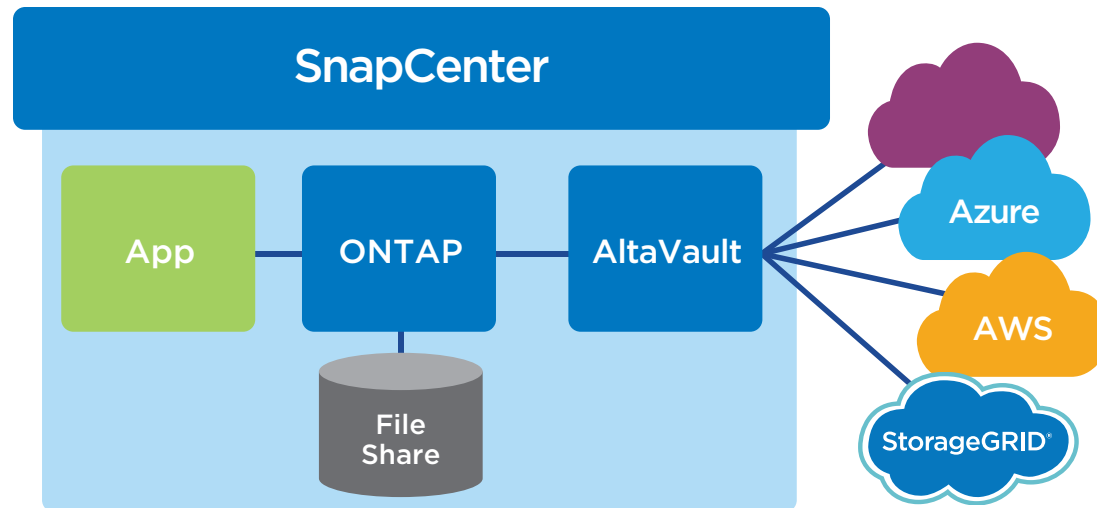 SnapCenter
App
ONTAP
AltaVault
File
Share
Azure
AWS
StorageGRID®